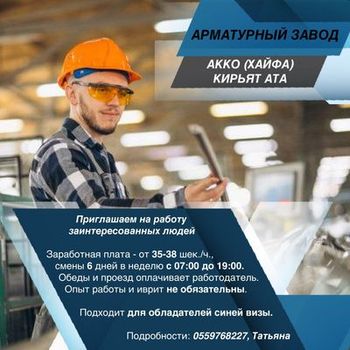 АРМАТУРНЫЙ ЗАВОД
АККО (ХАЙФА)
КИРЬЯТ АТА
Приглашаем на работу
заинтересованных людей
Заработная плата - от 35-38 шек./ч.,
смены 6 дней в неделю с 07:00 до 19:00.
Обеды и проезд оплачивает работодатель.
Опыт работы и иврит не обязательны.
Подходит для обладателей синей визы.
Подробности: 0559768227, Татьяна